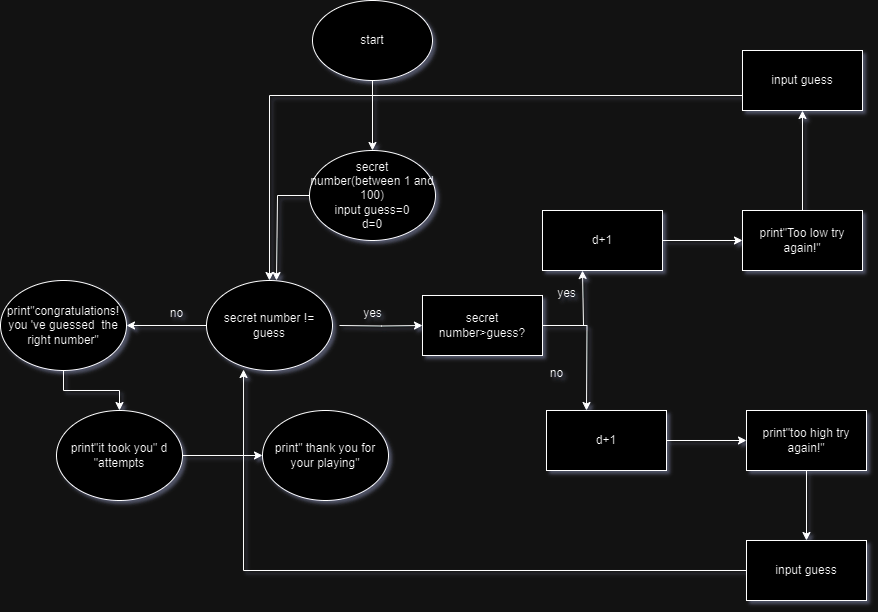 start
input guess
secret
number(between 1 and
100)
input guess=0
d=0
d+1
print"Too low try
again!"
yes
print"congratulations!
you 've guessed the
right number"
no
secret number !=
guess
yes
secret
number>guess?
no
print"it took you" d
"attempts
print" thank you for
your playing"
d+1
print"too high try
again!"
input guess